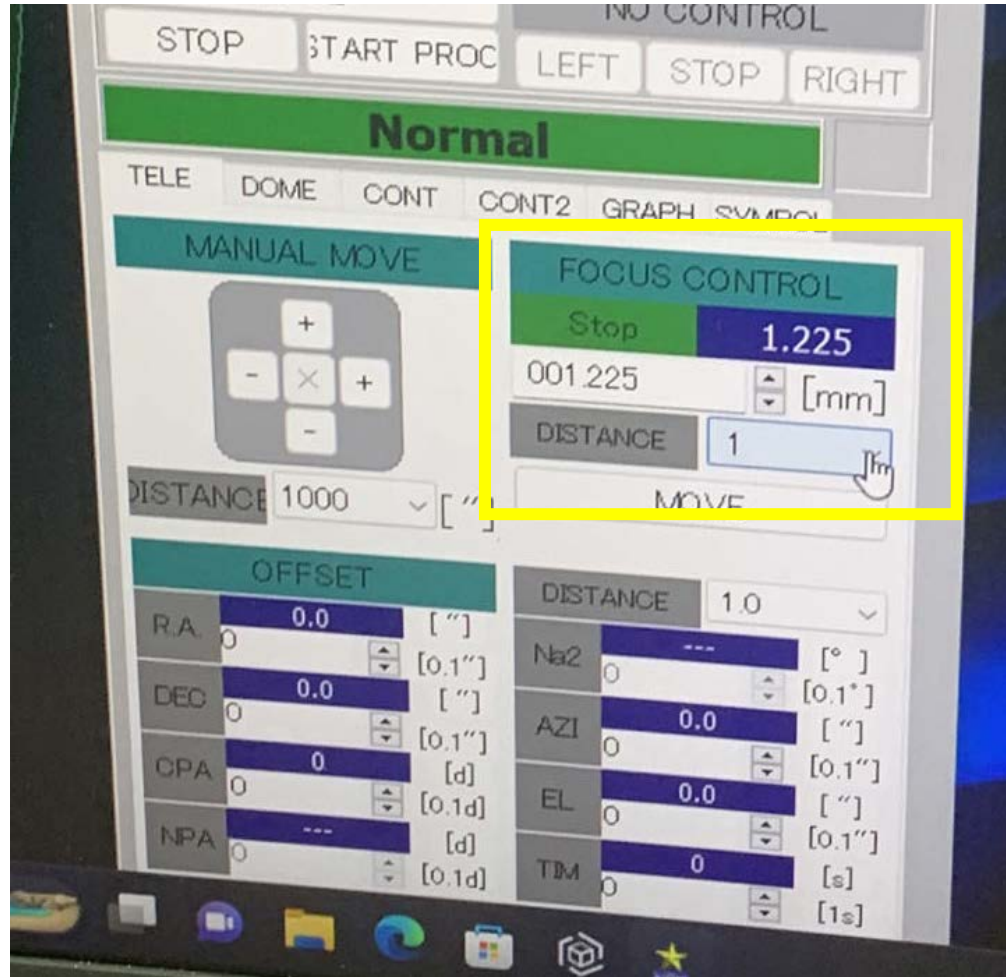 NO CONTROL
STOP START PROC LEFT STOP RIGHT
Normal
TELE DOME CONT CONT2 GRAPH SYMBOL
MANUAL MOVE
+
- × +
-
DISTANCE 1000 [″]
FOCUS CONTROL
Stop 1.225
001.225 [mm]
DISTANCE 1
MOVE
OFFSET
R.A. 0.0 [″]
0 [0.1″]
DEC 0.0 [″]
0 [0.1″]
CPA 0 [d]
0 [0.1d]
NPA --- [d]
0 [0.1d]
DISTANCE 1.0
Na2 --- [°]
0 [0.1°]
AZI 0.0 [″]
0 [0.1″]
EL 0.0 [″]
0 [0.1″]
TIM 0 [s]
0 [1s]